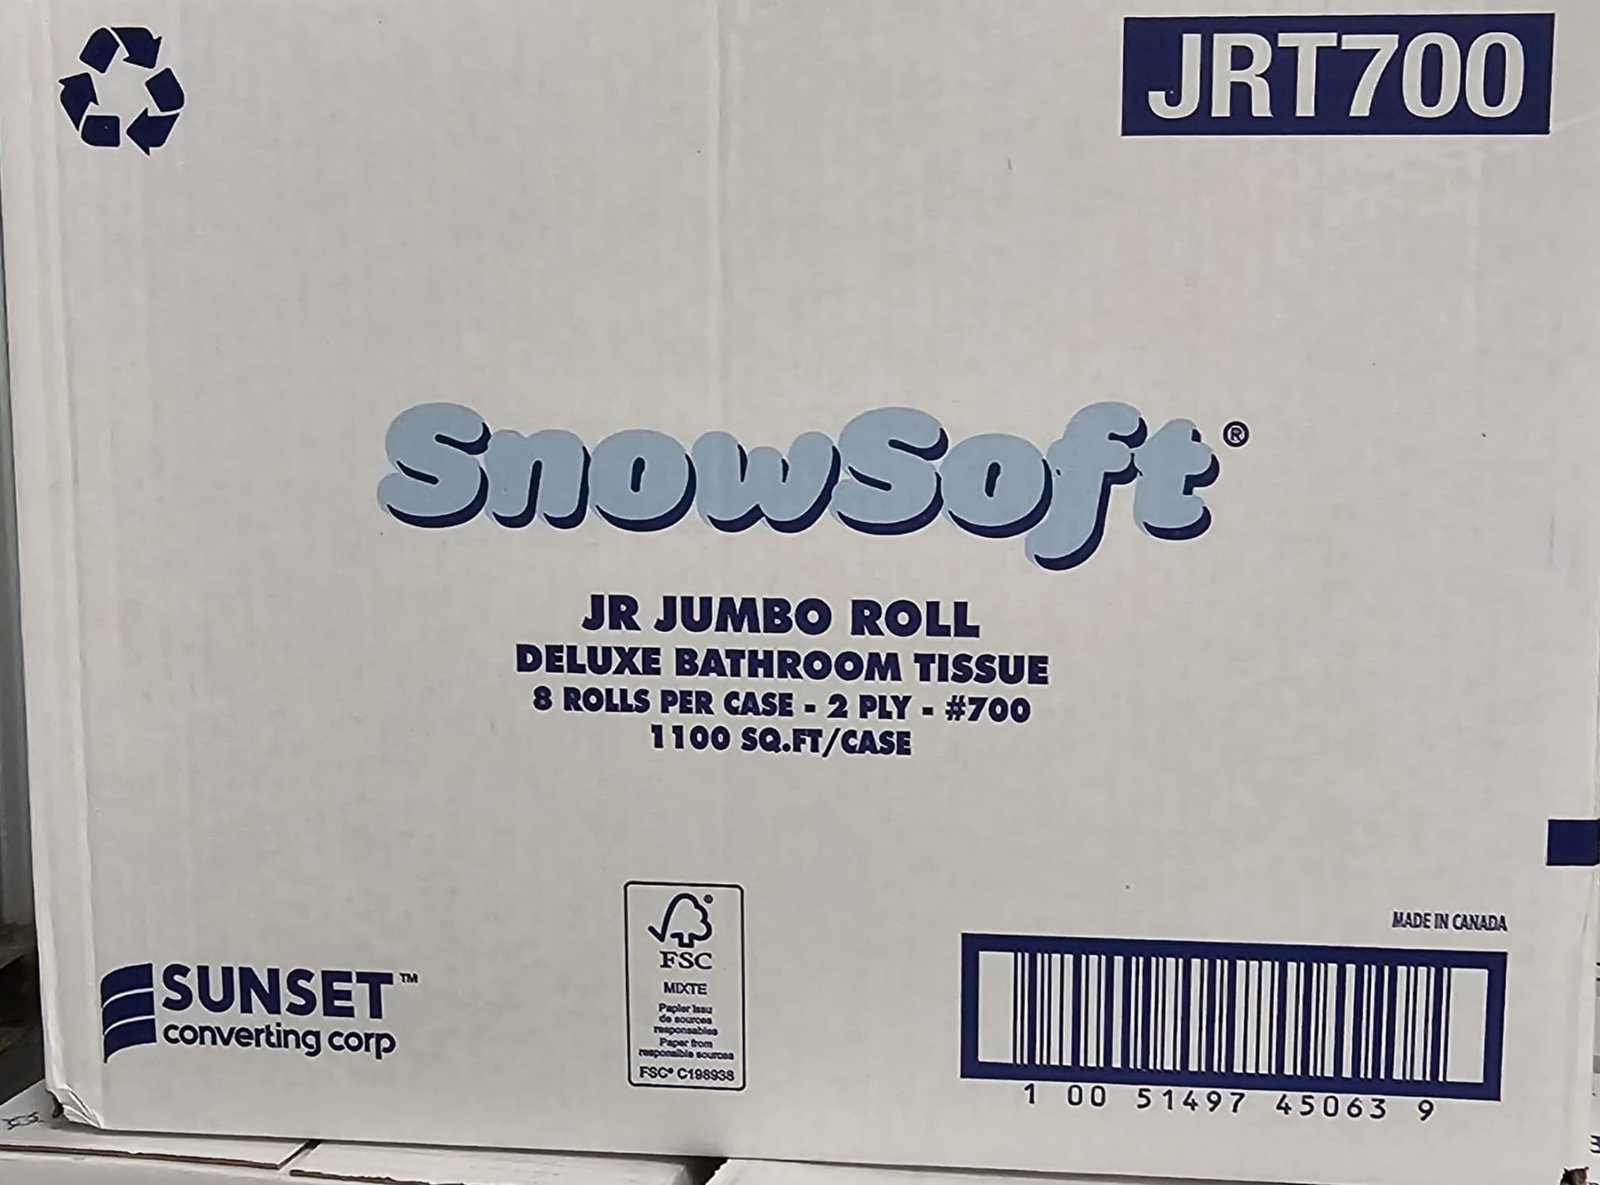 JRT700
SnowSoft®
JR JUMBO ROLL
DELUXE BATHROOM TISSUE
8 ROLLS PER CASE - 2 PLY - #700
1100 SQ.FT/CASE
MADE IN CANADA
SUNSET™
converting corp
FSC
MIXTE
Papier issu
de sources
responsables
Paper from
responsible sources
FSC® C198938
1 00 51497 45063 9